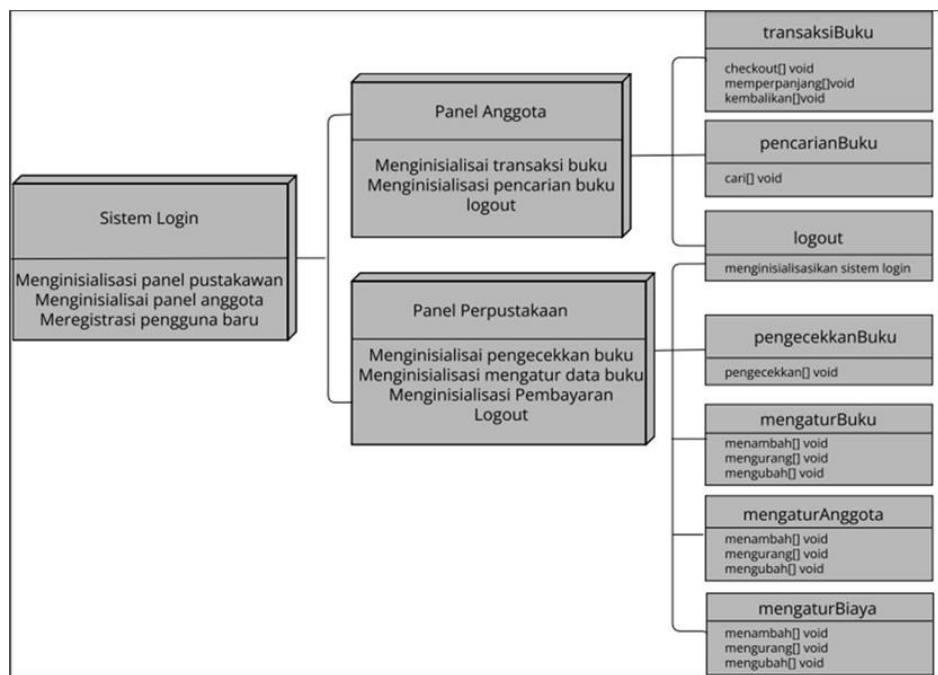 Sistem Login
Menginisialisasi panel pustakawan
Menginisialisai panel anggota
Meregistrasi pengguna baru
Panel Anggota
Menginisialisai transaksi buku
Menginisialisasi pencarian buku
logout
Panel Perpustakaan
Menginisialisai pengecekkan buku
Menginisialisasi mengatur data buku
Menginisialisasi Pembayaran
Logout
transaksiBuku
checkout[] void
memperpanjang[]void
kembalikan[]void
pencarianBuku
cari[] void
logout
menginisialisasikan sistem login
pengecekkanBuku
pengecekkan[] void
mengaturBuku
menambah[] void
mengurang[] void
mengubah[] void
mengaturAnggota
menambah[] void
mengurang[] void
mengubah[] void
mengaturBiaya
menambah[] void
mengurang[] void
mengubah[] void